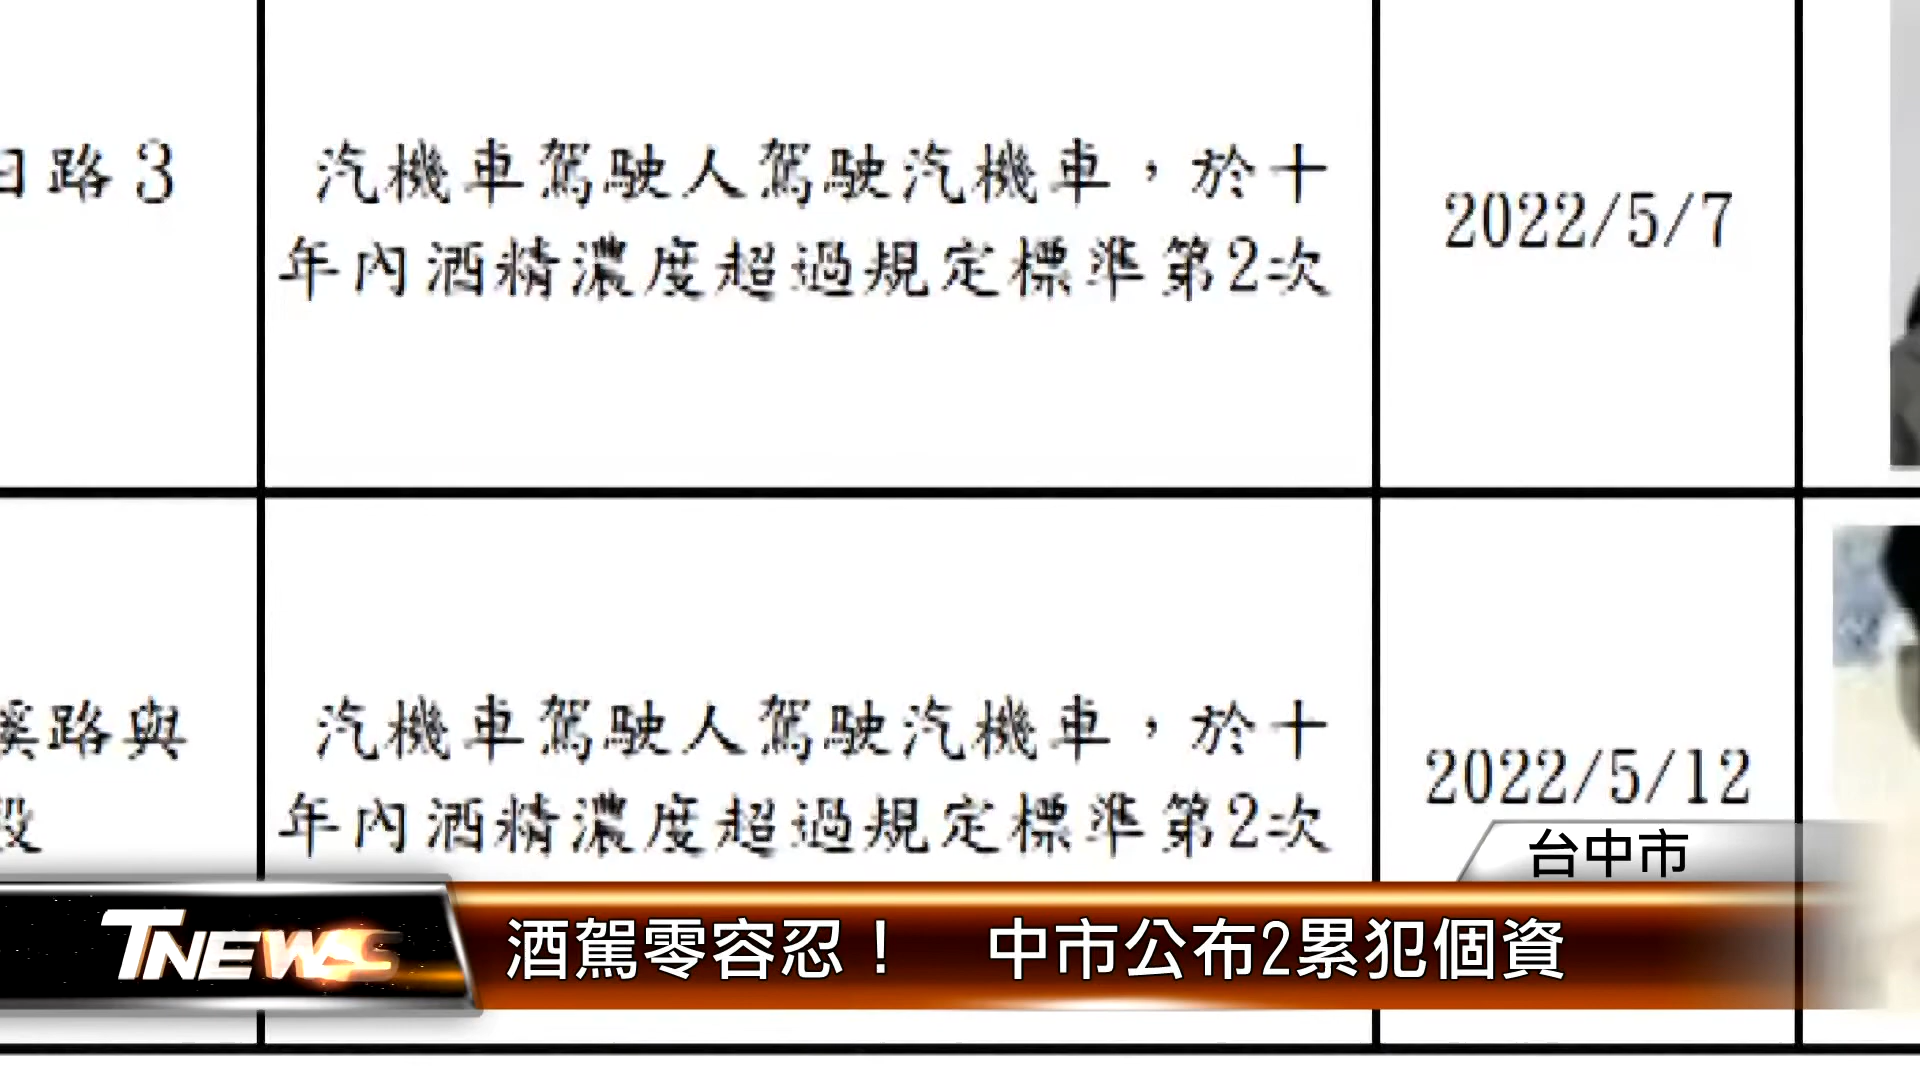 日路3
汽機車駕駛人駕駛汽機車，於十
年內酒精濃度超過規定標準第2次
2022/5/7
溪路與
段
汽機車駕駛人駕駛汽機車，於十
年內酒精濃度超過規定標準第2次
2022/5/12
台中市
TNEWS
酒駕零容忍！ 中市公布2累犯個資